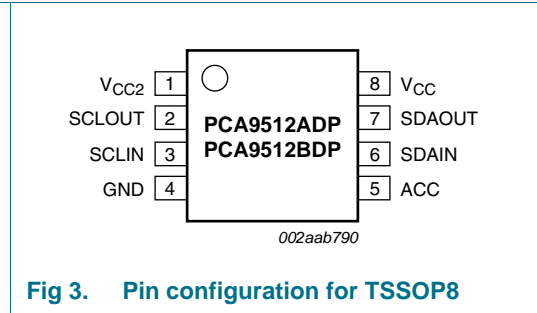 VCC2 1 8 VCC
SCLOUT 2 PCA9512ADP 7 SDAOUT
SCLIN 3 PCA9512BDP 6 SDAIN
GND 4 5 ACC
002aab790
Fig 3. Pin configuration for TSSOP8